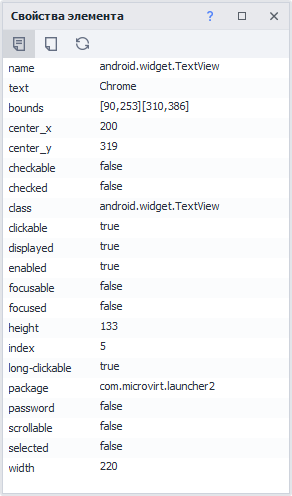 Свойства элемента ?
name android.widget.TextView
text Chrome
bounds [90,253][310,386]
center_x 200
center_y 319
checkable false
checked false
class android.widget.TextView
clickable true
displayed true
enabled true
focusable false
focused false
height 133
index 5
long-clickable true
package com.microvirt.launcher2
password false
scrollable false
selected false
width 220